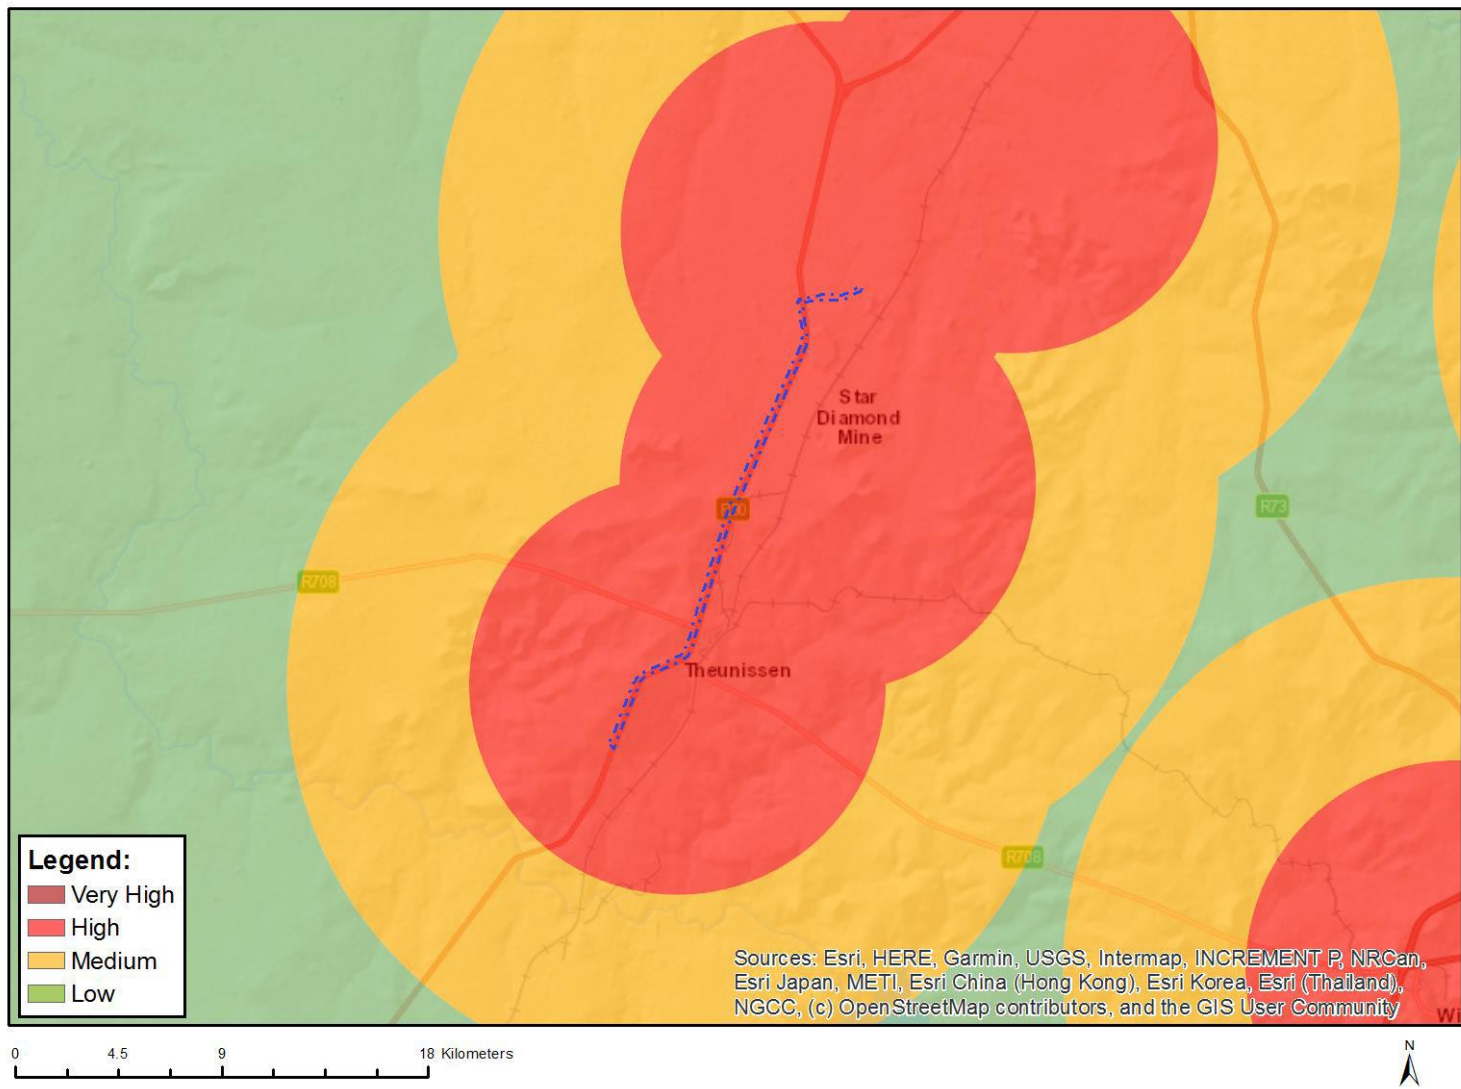 Star
Diamond
Mine
R73
R708
Theunissen
R708
Legend:
Very High
High
Medium
Low
Sources: Esri, HERE, Garmin, USGS, Intermap, INCREMENT P, NRCan,
Esri Japan, METI, Esri China (Hong Kong), Esri Korea, Esri (Thailand),
NGCC, (c) OpenStreetMap contributors, and the GIS User Community
Wi
0 4.5 9 18 Kilometers
N